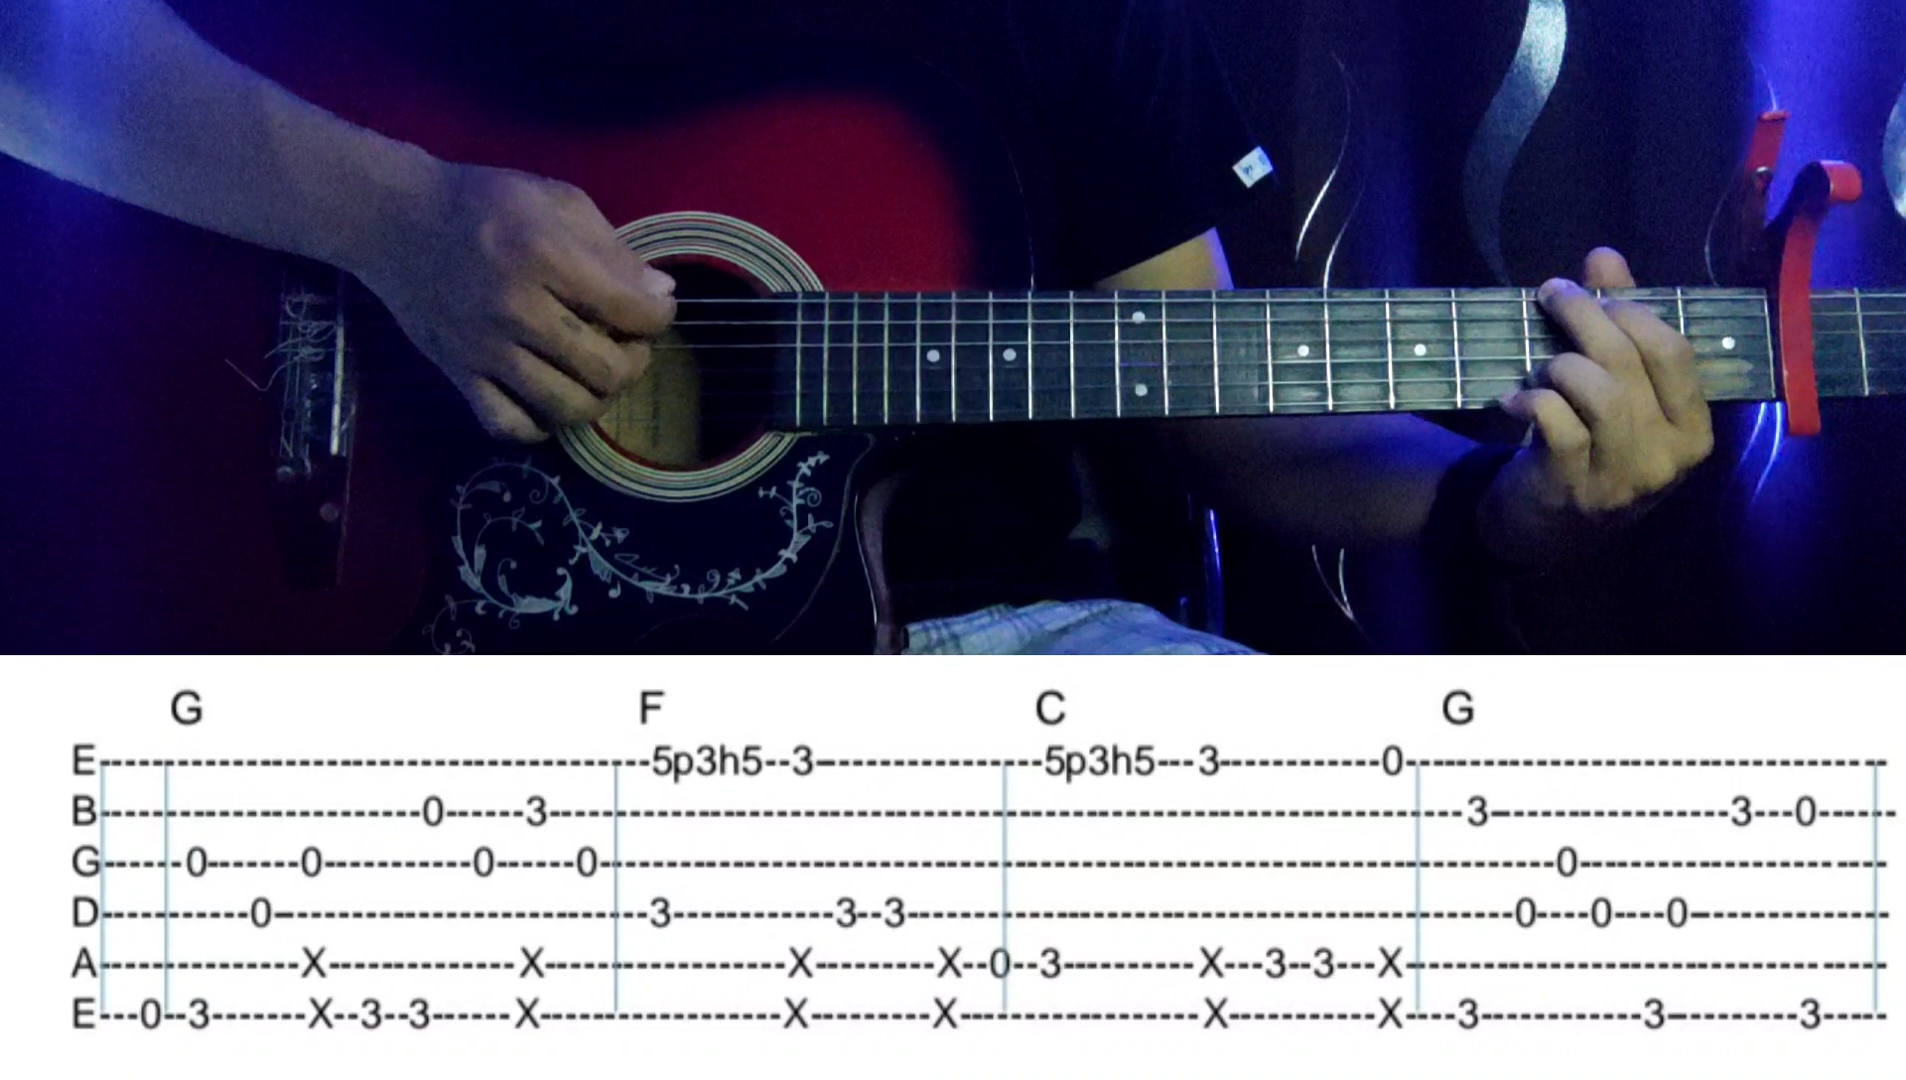 G F C G
E---------------------------------5p3h5--3-----------5p3h5---3----------0-----------------------------
B-------------------0-----3-------------------------------------------------3------------3---0-----
G-----0------0---------0-----0-----------------------------------------------------0-----------------
D---------0------------------------3----------3--3------------------------------0----0----0----------
A------------X-----------X--------------X--------X--0--3---------X---3--3---X------------------------
E---0--3-------X--3--3-----X---------------X--------X-------------X---------X---3---------3--------3----